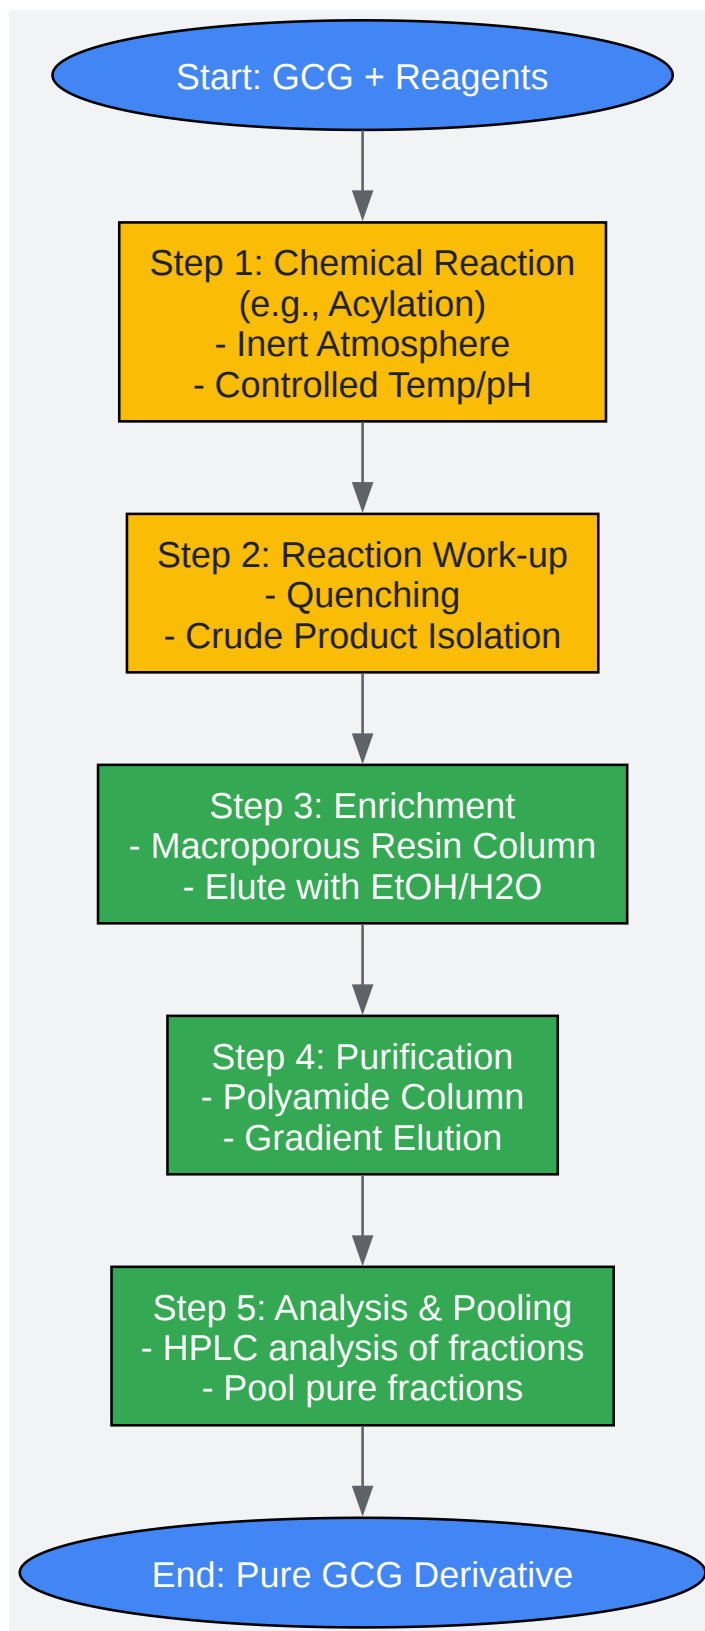 Start: GCG + Reagents
Step 1: Chemical Reaction
(e.g., Acylation)
- Inert Atmosphere
- Controlled Temp/pH
Step 2: Reaction Work-up
- Quenching
- Crude Product Isolation
Step 3: Enrichment
- Macroporous Resin Column
- Elute with EtOH/H2O
Step 4: Purification
- Polyamide Column
- Gradient Elution
Step 5: Analysis & Pooling
- HPLC analysis of fractions
- Pool pure fractions
End: Pure GCG Derivative